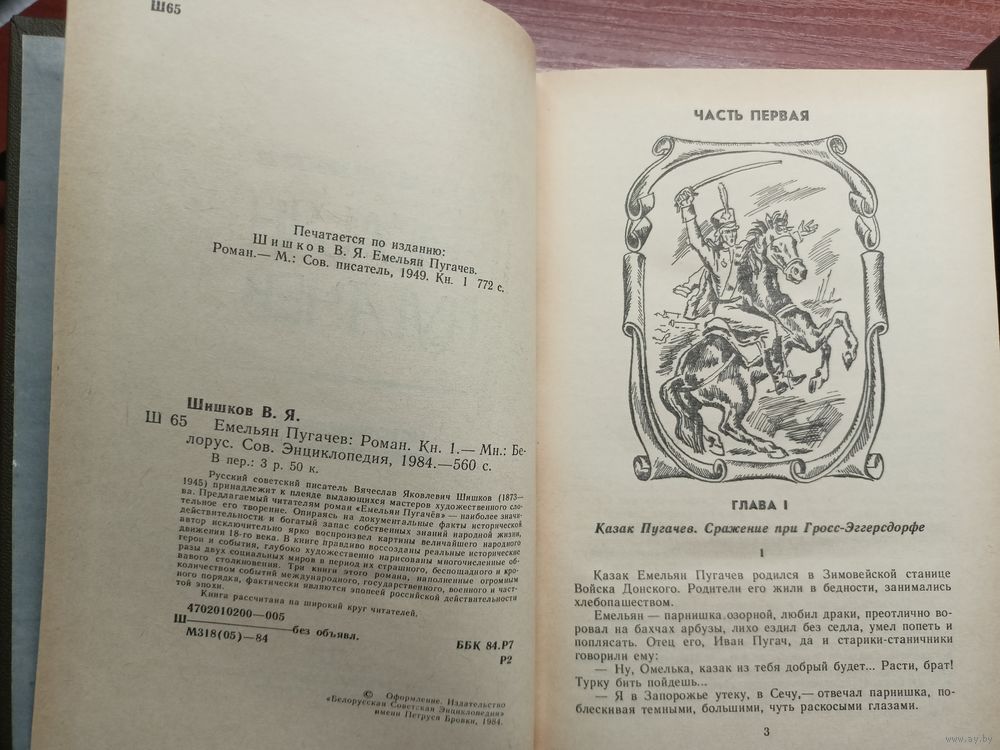 Ш65
Печатается по изданию:
Шишков В. Я. Емельян Пугачев.
Роман.— М.: Сов. писатель, 1949. Кн. 1 772 с.
Шишков В. Я.
Ш 65 Емельян Пугачев: Роман. Кн. 1.— Мн.: Бе-
лорус. Сов. Энциклопедия, 1984.—560 с.
В пер.: 3 р. 50 к.
Русский советский писатель Вячеслав Яковлевич Шишков (1873—
1945) принадлежит к плеяде выдающихся мастеров художественного сло-
ва. Предлагаемый читателям роман «Емельян Пугачёв» —наиболее значи-
тельное его творение. Опираясь на документальные факты исторической
действительности и богатый запас собственных знаний народной жизни,
автор исключительно ярко воспроизвел картины величайшего народного
движения 18-го века. В книге правдиво воссозданы реальные исторические
герои и события, глубоко художественно нарисованы многочисленные об-
разы двух социальных миров в период их страшного, беспощадного и кро-
вавого столкновения. Три книги этого романа, наполненные огромным
количеством событий международного, государственного, военного и част-
ного порядка, фактически являются эпопеей российской действительности
той эпохи.
Книга рассчитана на широкий круг читателей.
4702010200—005
Ш————без объявл.
М318(05)—84
ББК 84.Р7
Р2
© Оформление. Издательство
«Белорусская Советская Энциклопедия»
имени Петруся Бровки, 1984.
ЧАСТЬ ПЕРВАЯ
ГЛАВА I
Казак Пугачев. Сражение при Гросс-Эггерсдорфе
1
Казак Емельян Пугачев родился в Зимовейской станице
Войска Донского. Родители его жили в бедности, занимались
хлебопашеством.
Емельян — парнишка озорной, любил драки, преотлично во-
ровал на бахчах арбузы, лихо ездил без седла, умел попеть и
поплясать. Отец его, Иван Пугач, да и старики-станичники
говорили ему:
— Ну, Омелька, казак из тебя добрый будет... Расти, брат!
Турку бить пойдешь...
— Я в Запорожье утеку, в Сечу,— отвечал парнишка, по-
блескивая темными, большими, чуть раскосыми глазами.
3
www.ay.by